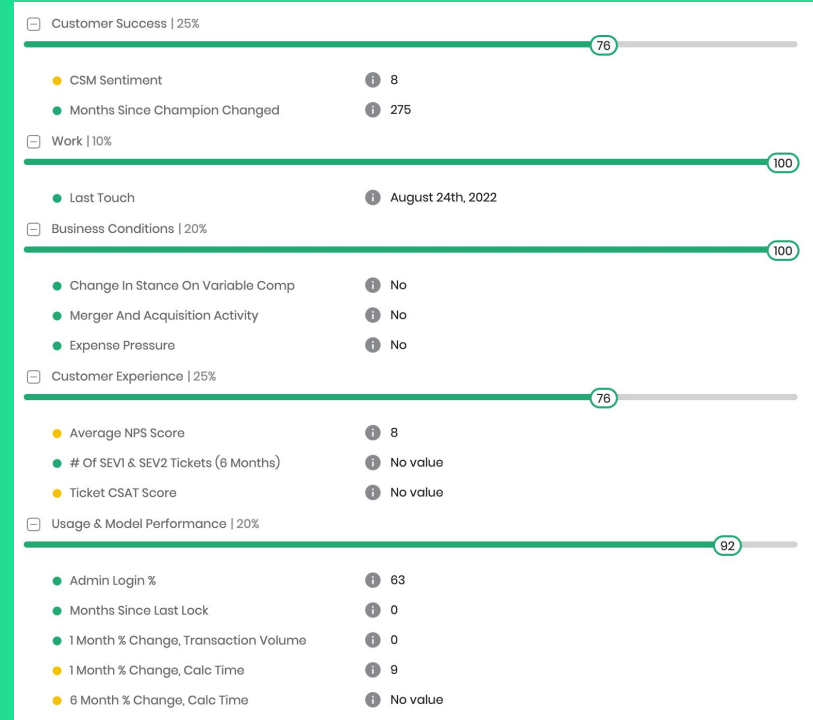 Customer Success | 25%
76
CSM Sentiment 8
Months Since Champion Changed 275
Work | 10%
100
Last Touch August 24th, 2022
Business Conditions | 20%
100
Change In Stance On Variable Comp No
Merger And Acquisition Activity No
Expense Pressure No
Customer Experience | 25%
76
Average NPS Score 8
# Of SEV1 & SEV2 Tickets (6 Months) No value
Ticket CSAT Score No value
Usage & Model Performance | 20%
92
Admin Login % 63
Months Since Last Lock 0
1 Month % Change, Transaction Volume 0
1 Month % Change, Calc Time 9
6 Month % Change, Calc Time No value